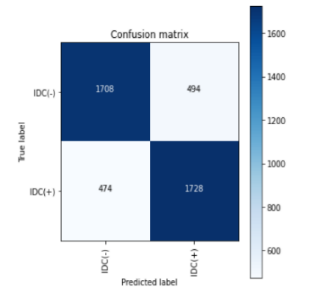 Confusion matrix
1600
1400
1200
1000
800
600
True label
IDC(-)
1708 494
IDC(+)
474 1728
IDC(-) IDC(+)
Predicted label